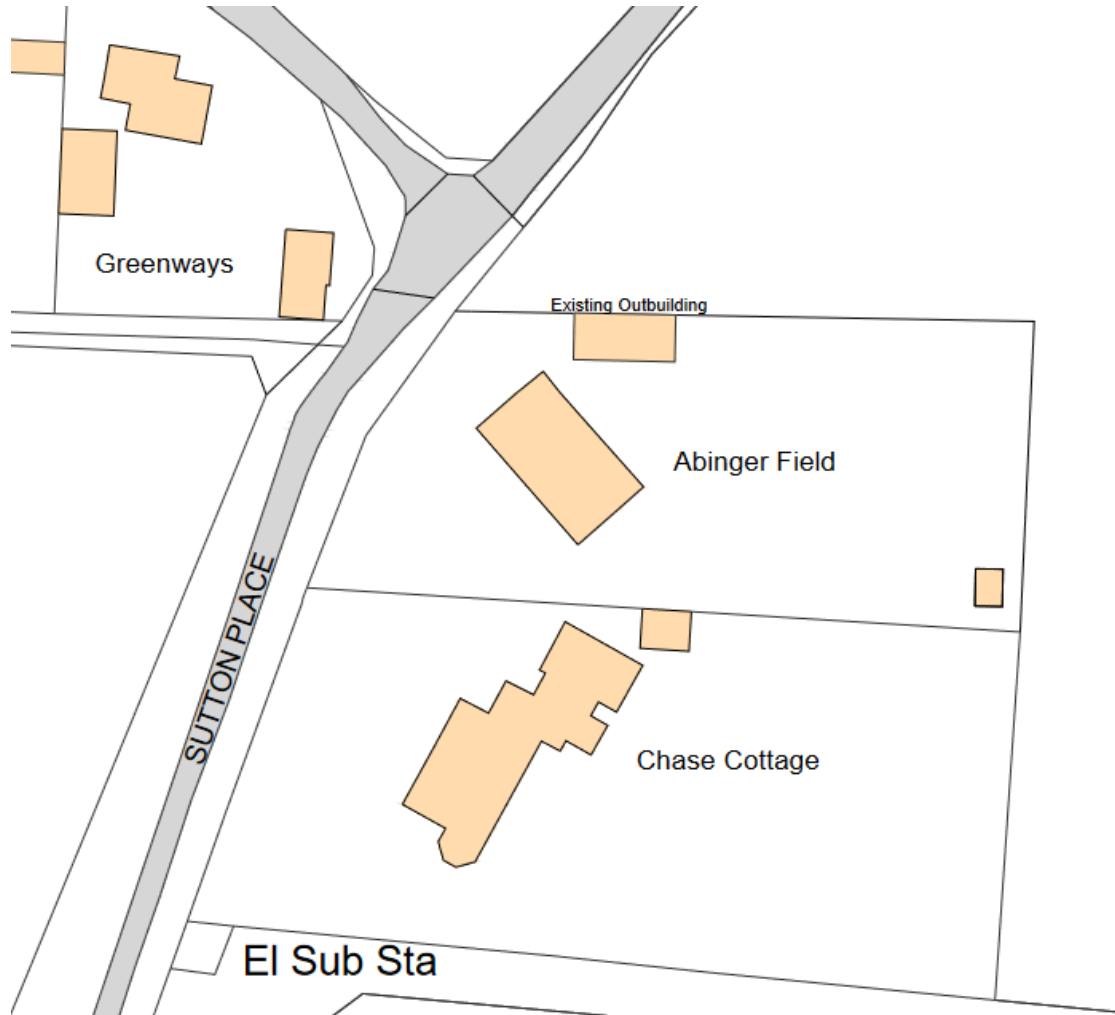 Greenways
Existing Outbuilding
Abinger Field
SUTTON PLACE
Chase Cottage
El Sub Sta